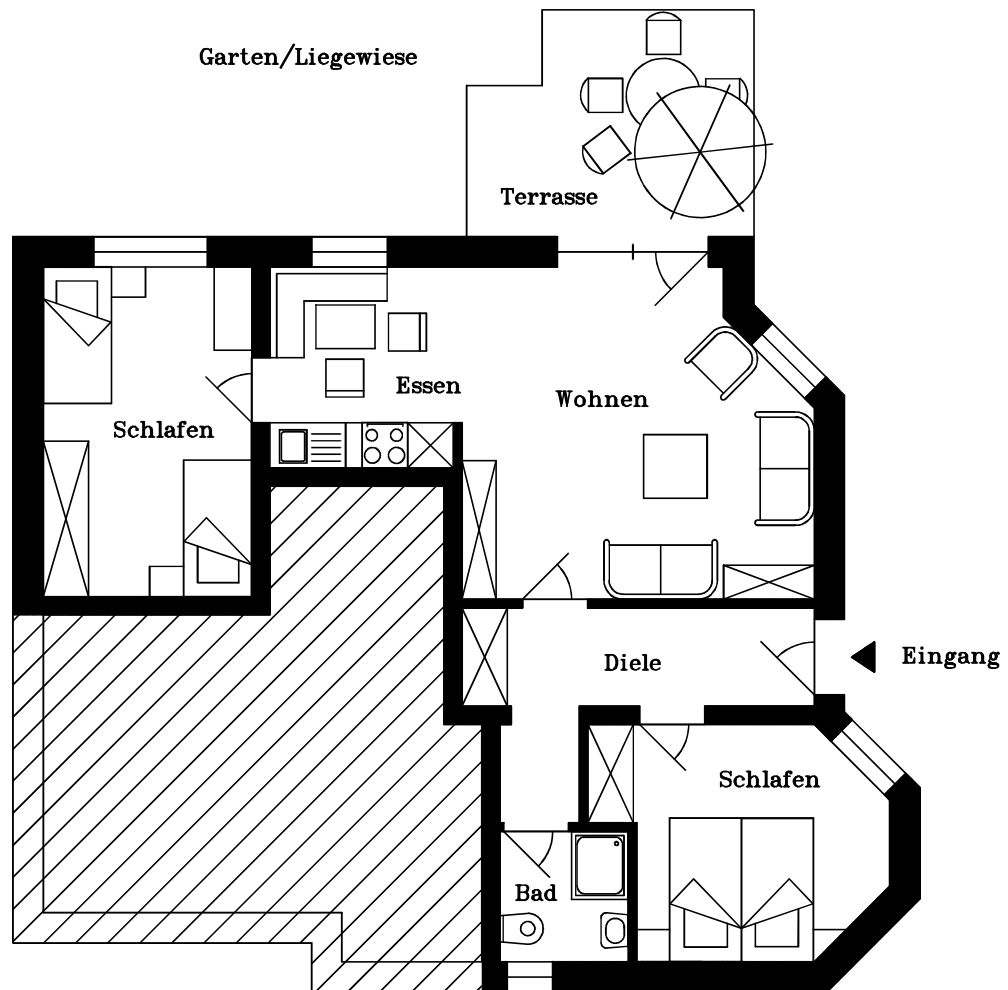 Garten/Liegewiese
Terrasse
Essen
Wohnen
Schlafen
Diele
Eingang
Schlafen
Bad